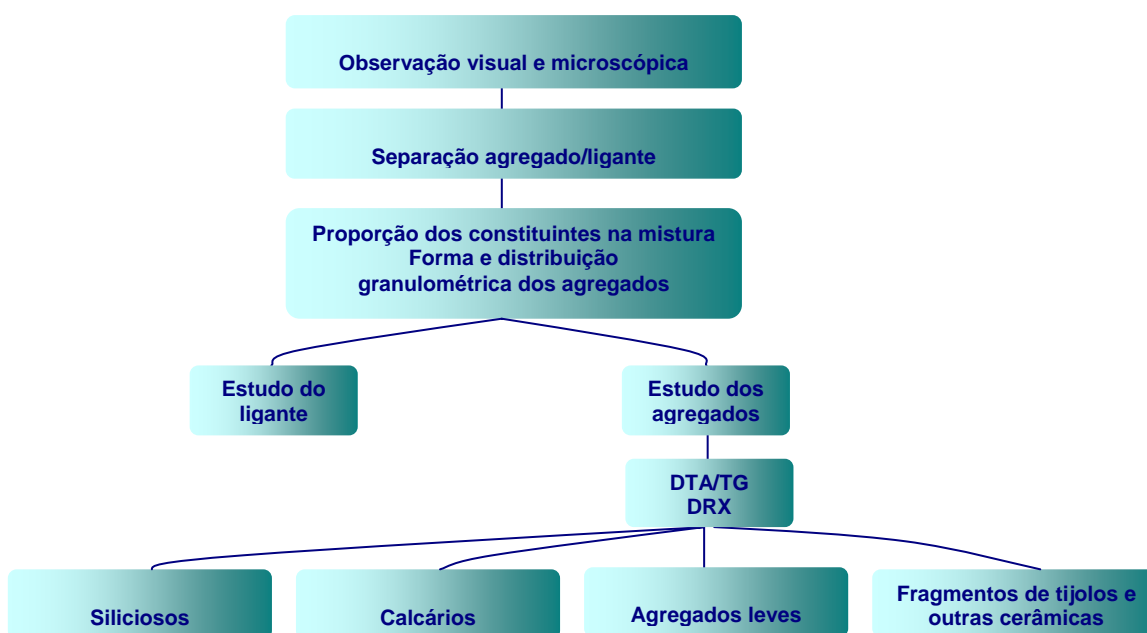 Observação visual e microscópica
Separação agregado/ligante
Proporção dos constituintes na mistura
Forma e distribuição
granulométrica dos agregados
Estudo do
ligante
Estudo dos
agregados
DTA/TG
DRX
Siliciosos
Calcários
Agregados leves
Fragmentos de tijolos e
outras cerâmicas